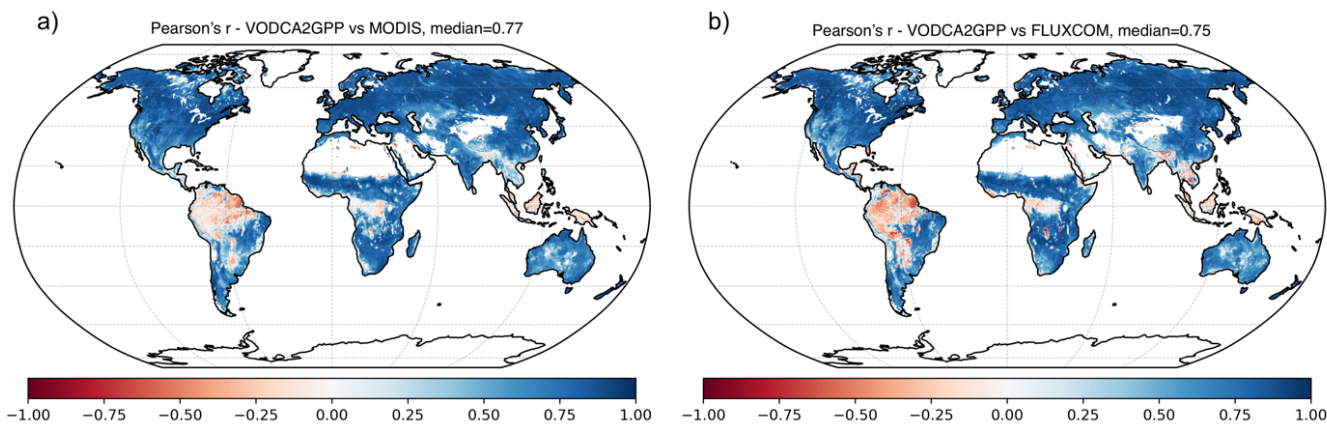 a)
Pearson's r - VODCA2GPP vs MODIS, median=0.77
−1.00 −0.75 −0.50 −0.25 0.00 0.25 0.50 0.75 1.00
b)
Pearson's r - VODCA2GPP vs FLUXCOM, median=0.75
−1.00 −0.75 −0.50 −0.25 0.00 0.25 0.50 0.75 1.00